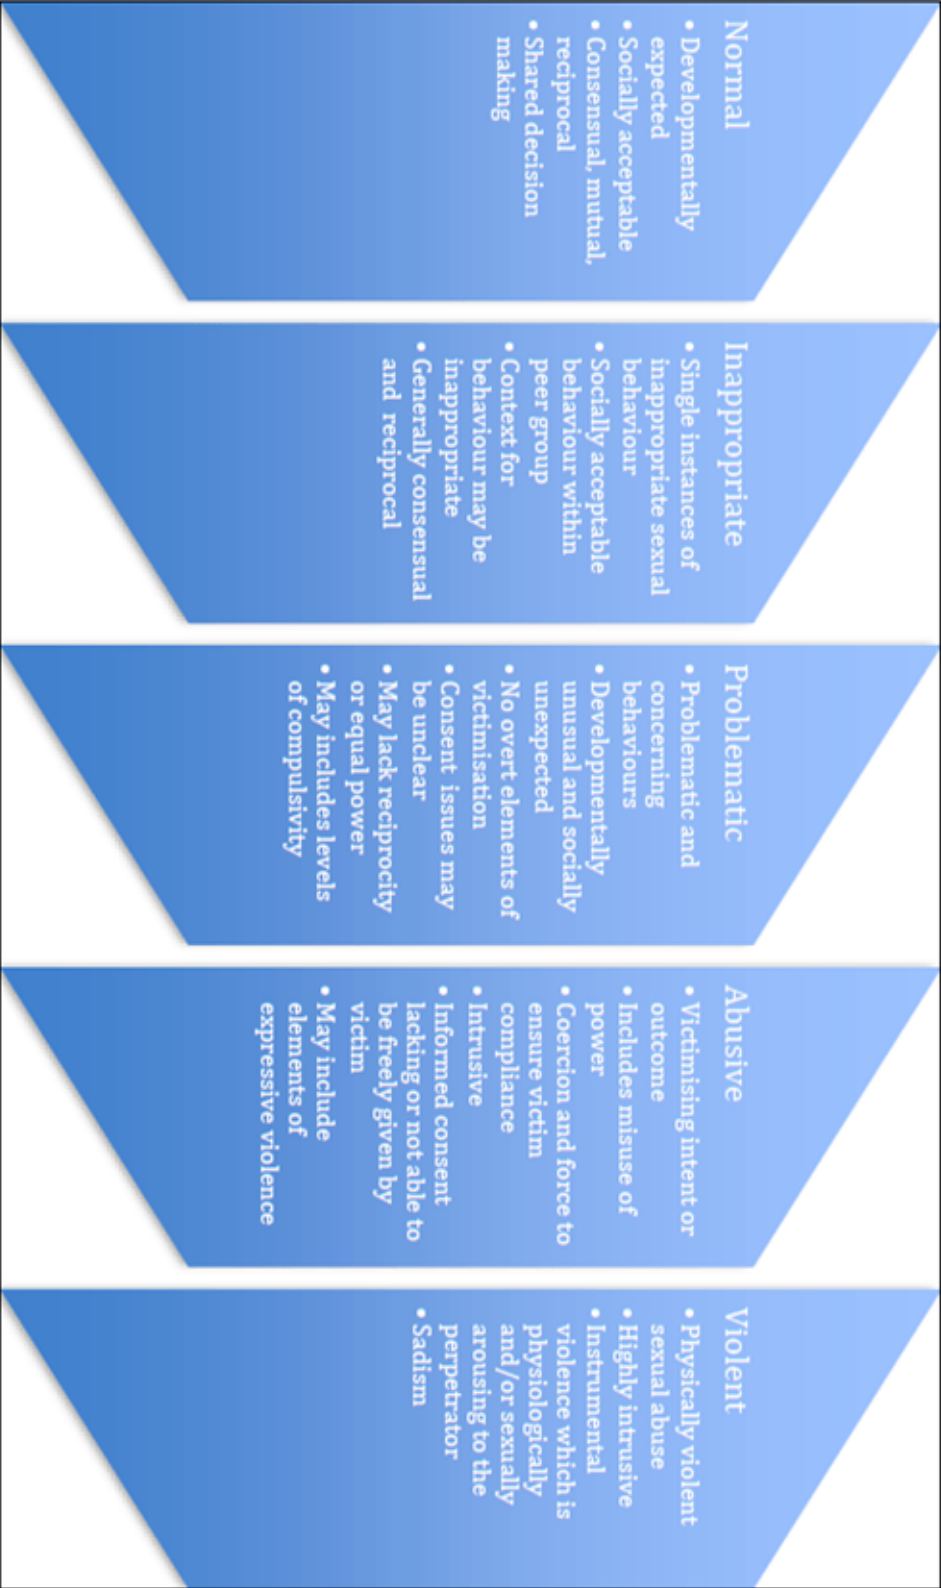 Normal
• Developmentally
expected
• Socially acceptable
• Consensual, mutual,
reciprocal
• Shared decision
making
Inappropriate
• Single instances of
inappropriate sexual
behaviour
• Socially acceptable
behaviour within
peer group
• Context for
behaviour may be
inappropriate
• Generally consensual
and reciprocal
Problematic
• Problematic and
concerning
behaviours
• Developmentally
unusual and socially
unexpected
• No overt elements of
victimisation
• Consent issues may
be unclear
• May lack reciprocity
or equal power
• May includes levels
of compulsivity
Abusive
• Victimising intent or
outcome
• Includes misuse of
power
• Coercion and force to
ensure victim
compliance
• Intrusive
• Informed consent
lacking or not able to
be freely given by
victim
• May include
elements of
expressive violence
Violent
• Physically violent
sexual abuse
• Highly intrusive
• Instrumental
violence which is
physiologically
and/or sexually
arousing to the
perpetrator
• Sadism